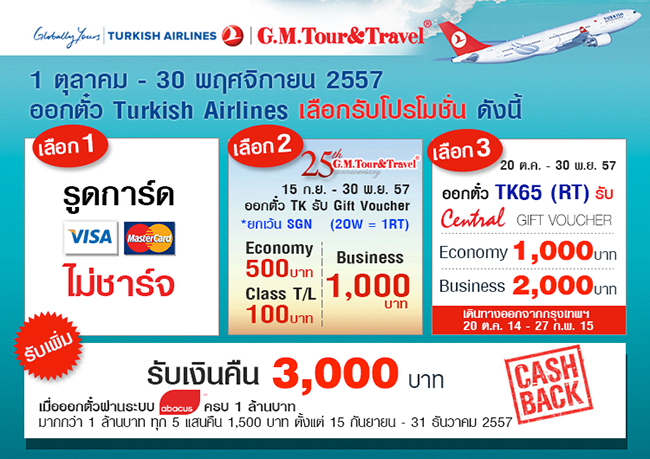 Globally Yours | TURKISH AIRLINES | G.M.Tour&Travel®
1 ตุลาคม - 30 พฤศจิกายน 2557
ออกตั๋ว Turkish Airlines เลือกรับโปรโมชั่น ดังนี้
เลือก 1
รูดการ์ด
VISA MasterCard
ไม่ชาร์จ
เลือก 2
25th G.M.Tour&Travel®
anniversary
15 ก.ย. - 30 พ.ย. 57
ออกตั๋ว TK รับ Gift Voucher
*ยกเว้น SGN (20W = 1RT)
Economy
500บาท
Class T/L
100บาท
Business
1,000
บาท
เลือก 3
20 ต.ค. - 30 พ.ย. 57
ออกตั๋ว TK65 (RT) รับ
Central GIFT VOUCHER
Economy 1,000บาท
Business 2,000บาท
เดินทางออกจากกรุงเทพฯ
20 ต.ค. 14 - 27 ก.พ. 15
รับเพิ่ม
รับเงินคืน 3,000 บาท
เมื่อออกตั๋วผ่านระบบ abacus ครบ 1 ล้านบาท
มากกว่า 1 ล้านบาท ทุก 5 แสนคืน 1,500 บาท ตั้งแต่ 15 กันยายน - 31 ธันวาคม 2557
CASH
BACK